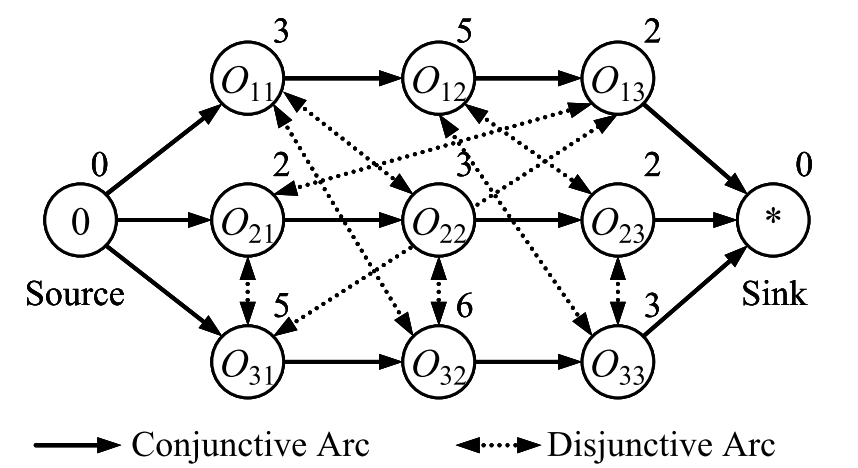 3 5 2
O11 O12 O13
0 2 3 2 0
0 O21 O22 O23 *
Source 5 6 3 Sink
O31 O32 O33
Conjunctive Arc Disjunctive Arc